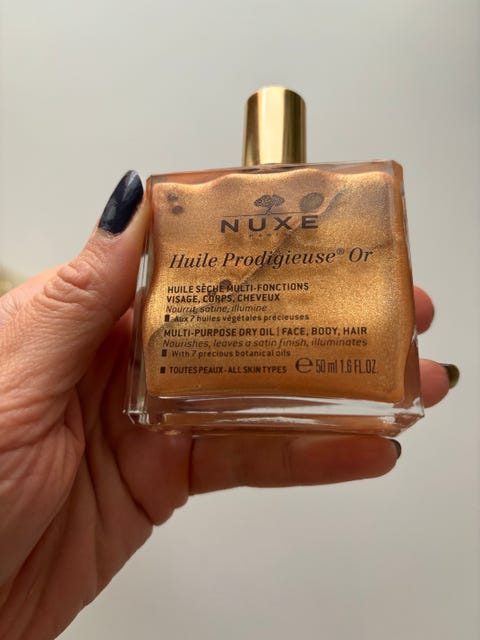 NUXE
PARIS
Huile Prodigieuse® Or
HUILE SÈCHE MULTI-FONCTIONS
VISAGE, CORPS, CHEVEUX
Nourrit, satine, illumine
■ Aux 7 huiles végétales précieuses
MULTI-PURPOSE DRY OIL | FACE, BODY, HAIR
Nourishes, leaves a satin finish, illuminates
■ With 7 precious botanical oils
■ TOUTES PEAUX - ALL SKIN TYPES ℮ 50 ml 1.6 FL.OZ.